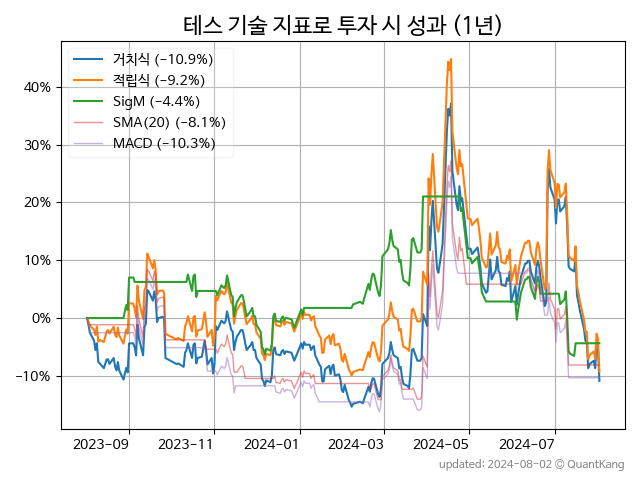 테스 기술 지표로 투자 시 성과 (1년)
거치식 (−10.9%)
적립식 (−9.2%)
SigM (−4.4%)
SMA(20) (−8.1%)
MACD (−10.3%)
40%
30%
20%
10%
0%
−10%
2023-09 2023-11 2024-01 2024-03 2024-05 2024-07
updated: 2024-08-02 © QuantKang